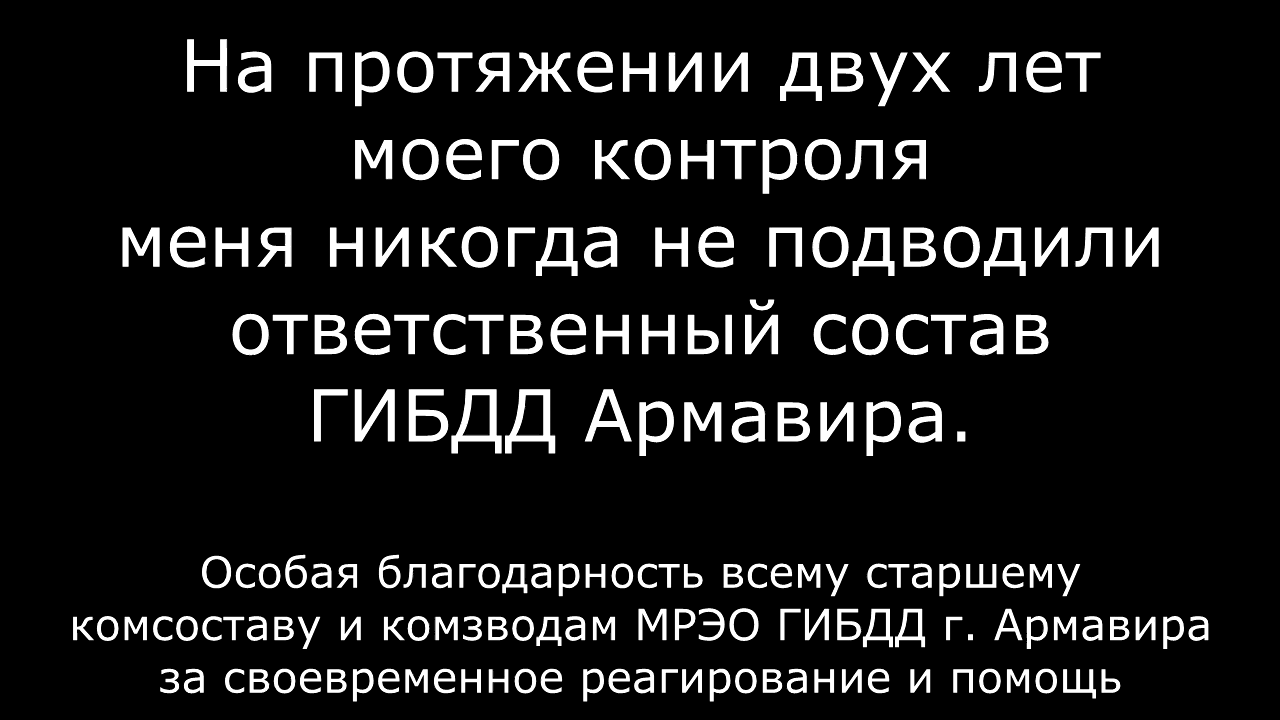 На протяжении двух лет
моего контроля
меня никогда не подводили
ответственный состав
ГИБДД Армавира.
Особая благодарность всему старшему
комсоставу и комзводам МРЭО ГИБДД г. Армавира
за своевременное реагирование и помощь